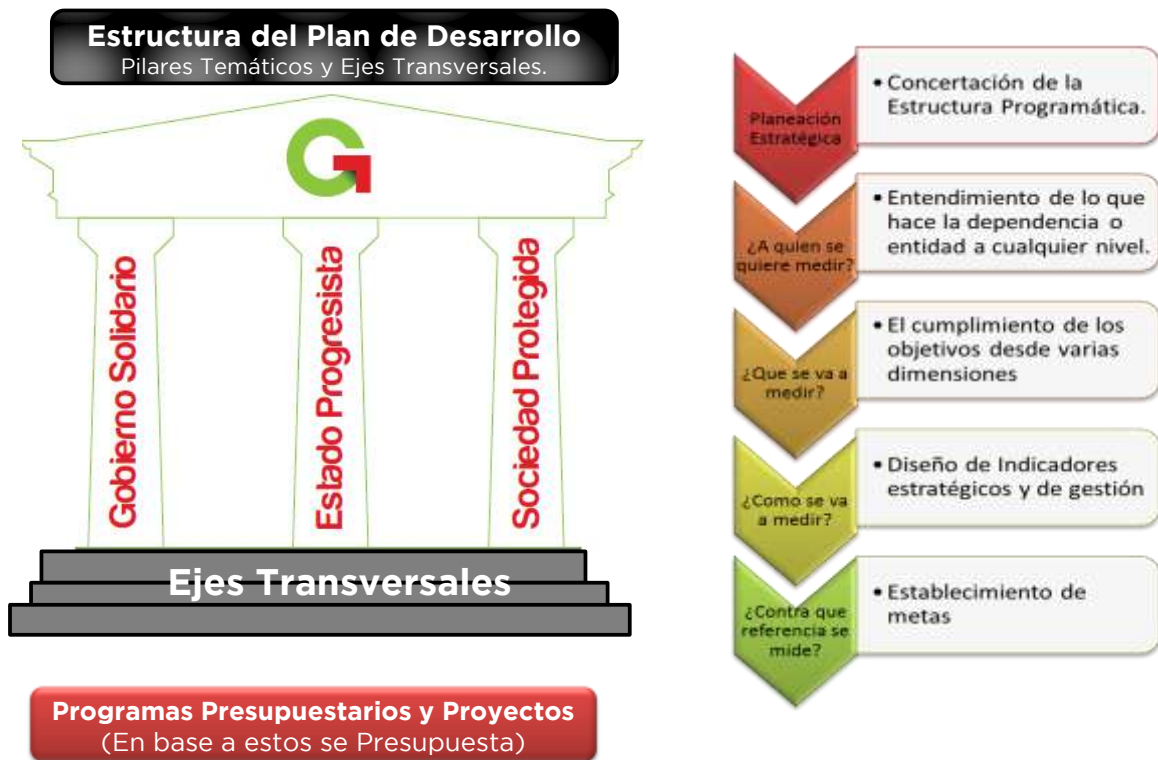 Estructura del Plan de Desarrollo
Pilares Temáticos y Ejes Transversales.
Gobierno Solidario
Estado Progresista
Sociedad Protegida
Ejes Transversales
Programas Presupuestarios y Proyectos
(En base a estos se Presupuesta)
Planeación
Estratégica
• Concertación de la
Estructura Programática.
¿A quien se
quiere medir?
• Entendimiento de lo que
hace la dependencia o
entidad a cualquier nivel.
¿Que se va a
medir?
• El cumplimiento de los
objetivos desde varias
dimensiones
¿Como se va
a medir?
• Diseño de Indicadores
estratégicos y de gestión
¿Contra que
referencia se
mide?
• Establecimiento de
metas